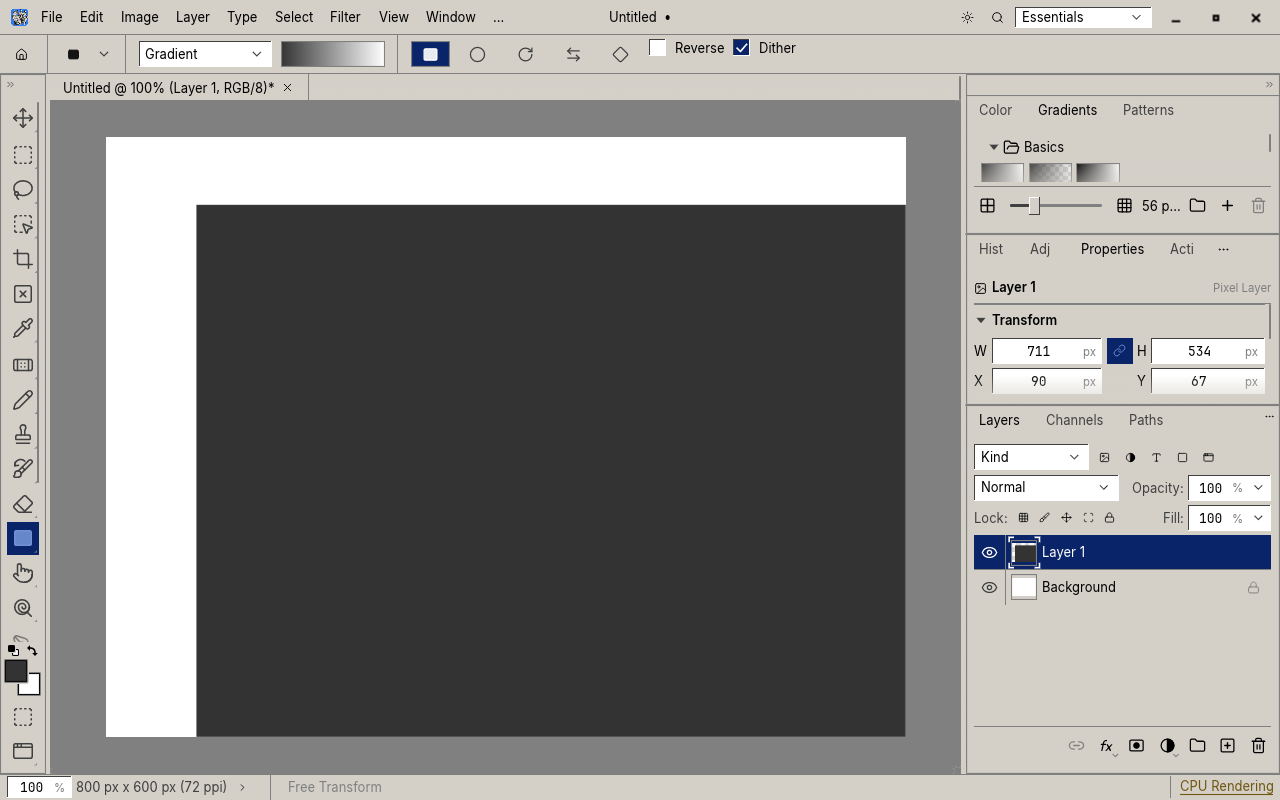 File Edit Image Layer Type Select Filter View Window ... Untitled • Essentials
Gradient Reverse Dither
Untitled @ 100% (Layer 1, RGB/8)*
Color Gradients Patterns
Basics
56 p...
Hist Adj Properties Acti
Layer 1 Pixel Layer
Transform
W 711 px H 534 px
X 90 px Y 67 px
Layers Channels Paths
Kind
Normal Opacity: 100 %
Lock: Fill: 100 %
Layer 1
Background
fx
100 % 800 px x 600 px (72 ppi) Free Transform CPU Rendering